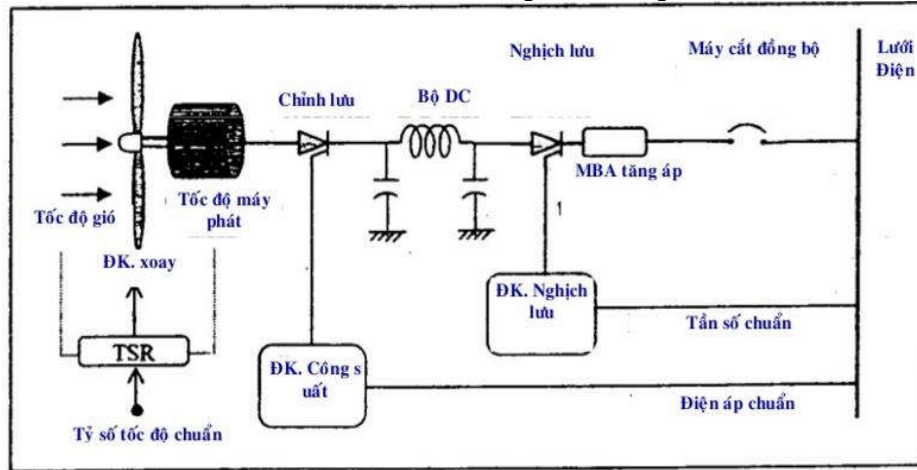 Nghịch lưu
Máy cắt đồng bộ
Lưới
Điện
Chỉnh lưu
Bộ DC
MBA tăng áp
Tốc độ gió
Tốc độ máy
phát
ĐK. xoay
1
ĐK. Nghịch
lưu
Tần số chuẩn
TSR
ĐK. Công s
uất
Điện áp chuẩn
Tỷ số tốc độ chuẩn